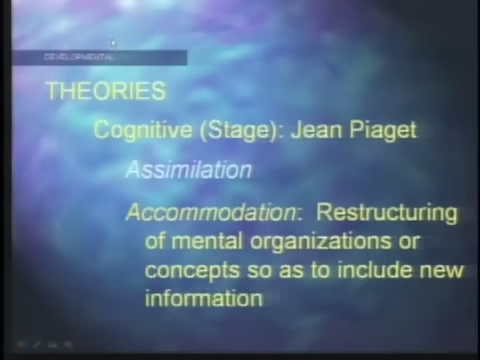 DEVELOPMENTAL
THEORIES
Cognitive (Stage): Jean Piaget
Assimilation
Accommodation: Restructuring
of mental organizations or
concepts so as to include new
information